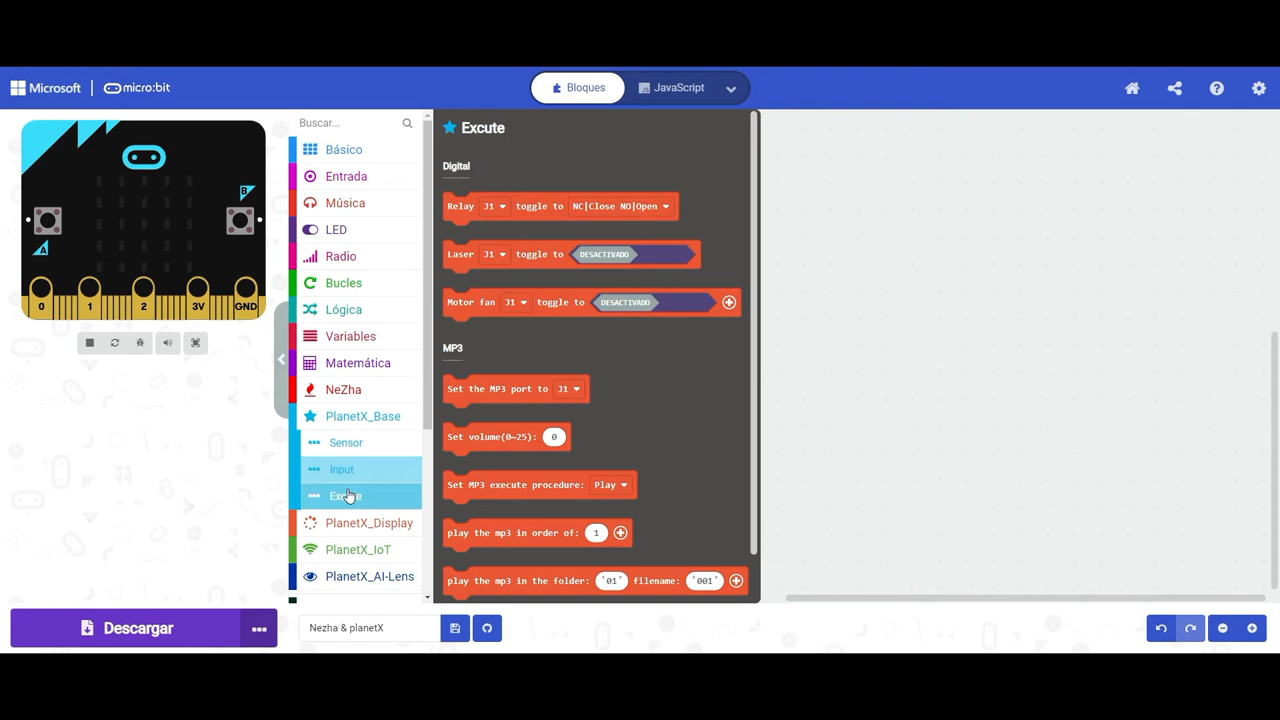 Microsoft
micro:bit
Bloques
JavaScript
B
A
0
1
2
3V
GND
Buscar...
Básico
Entrada
Música
LED
Radio
Bucles
Lógica
Variables
Matemática
NeZha
PlanetX_Base
Sensor
Input
PlanetX_Display
PlanetX_IoT
PlanetX_AI-Lens
Excute
Digital
Relay J1 toggle to NC|Close NO|Open
Laser J1 toggle to DESACTIVADO
Motor fan J1 toggle to DESACTIVADO
MP3
Set the MP3 port to J1
Set volume(0~25): 0
Set MP3 execute procedure: Play
play the mp3 in order of: 1
play the mp3 in the folder: "01" filename: "001"
Descargar
Nezha & planetX